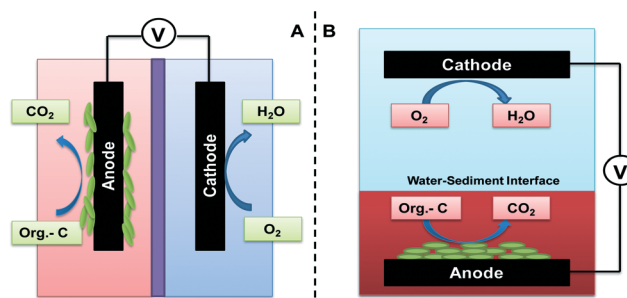 V
A
CO₂
H₂O
Anode
Cathode
Org.- C
O₂
B
Cathode
O₂
H₂O
V
Water-Sediment Interface
Org.- C
CO₂
Anode